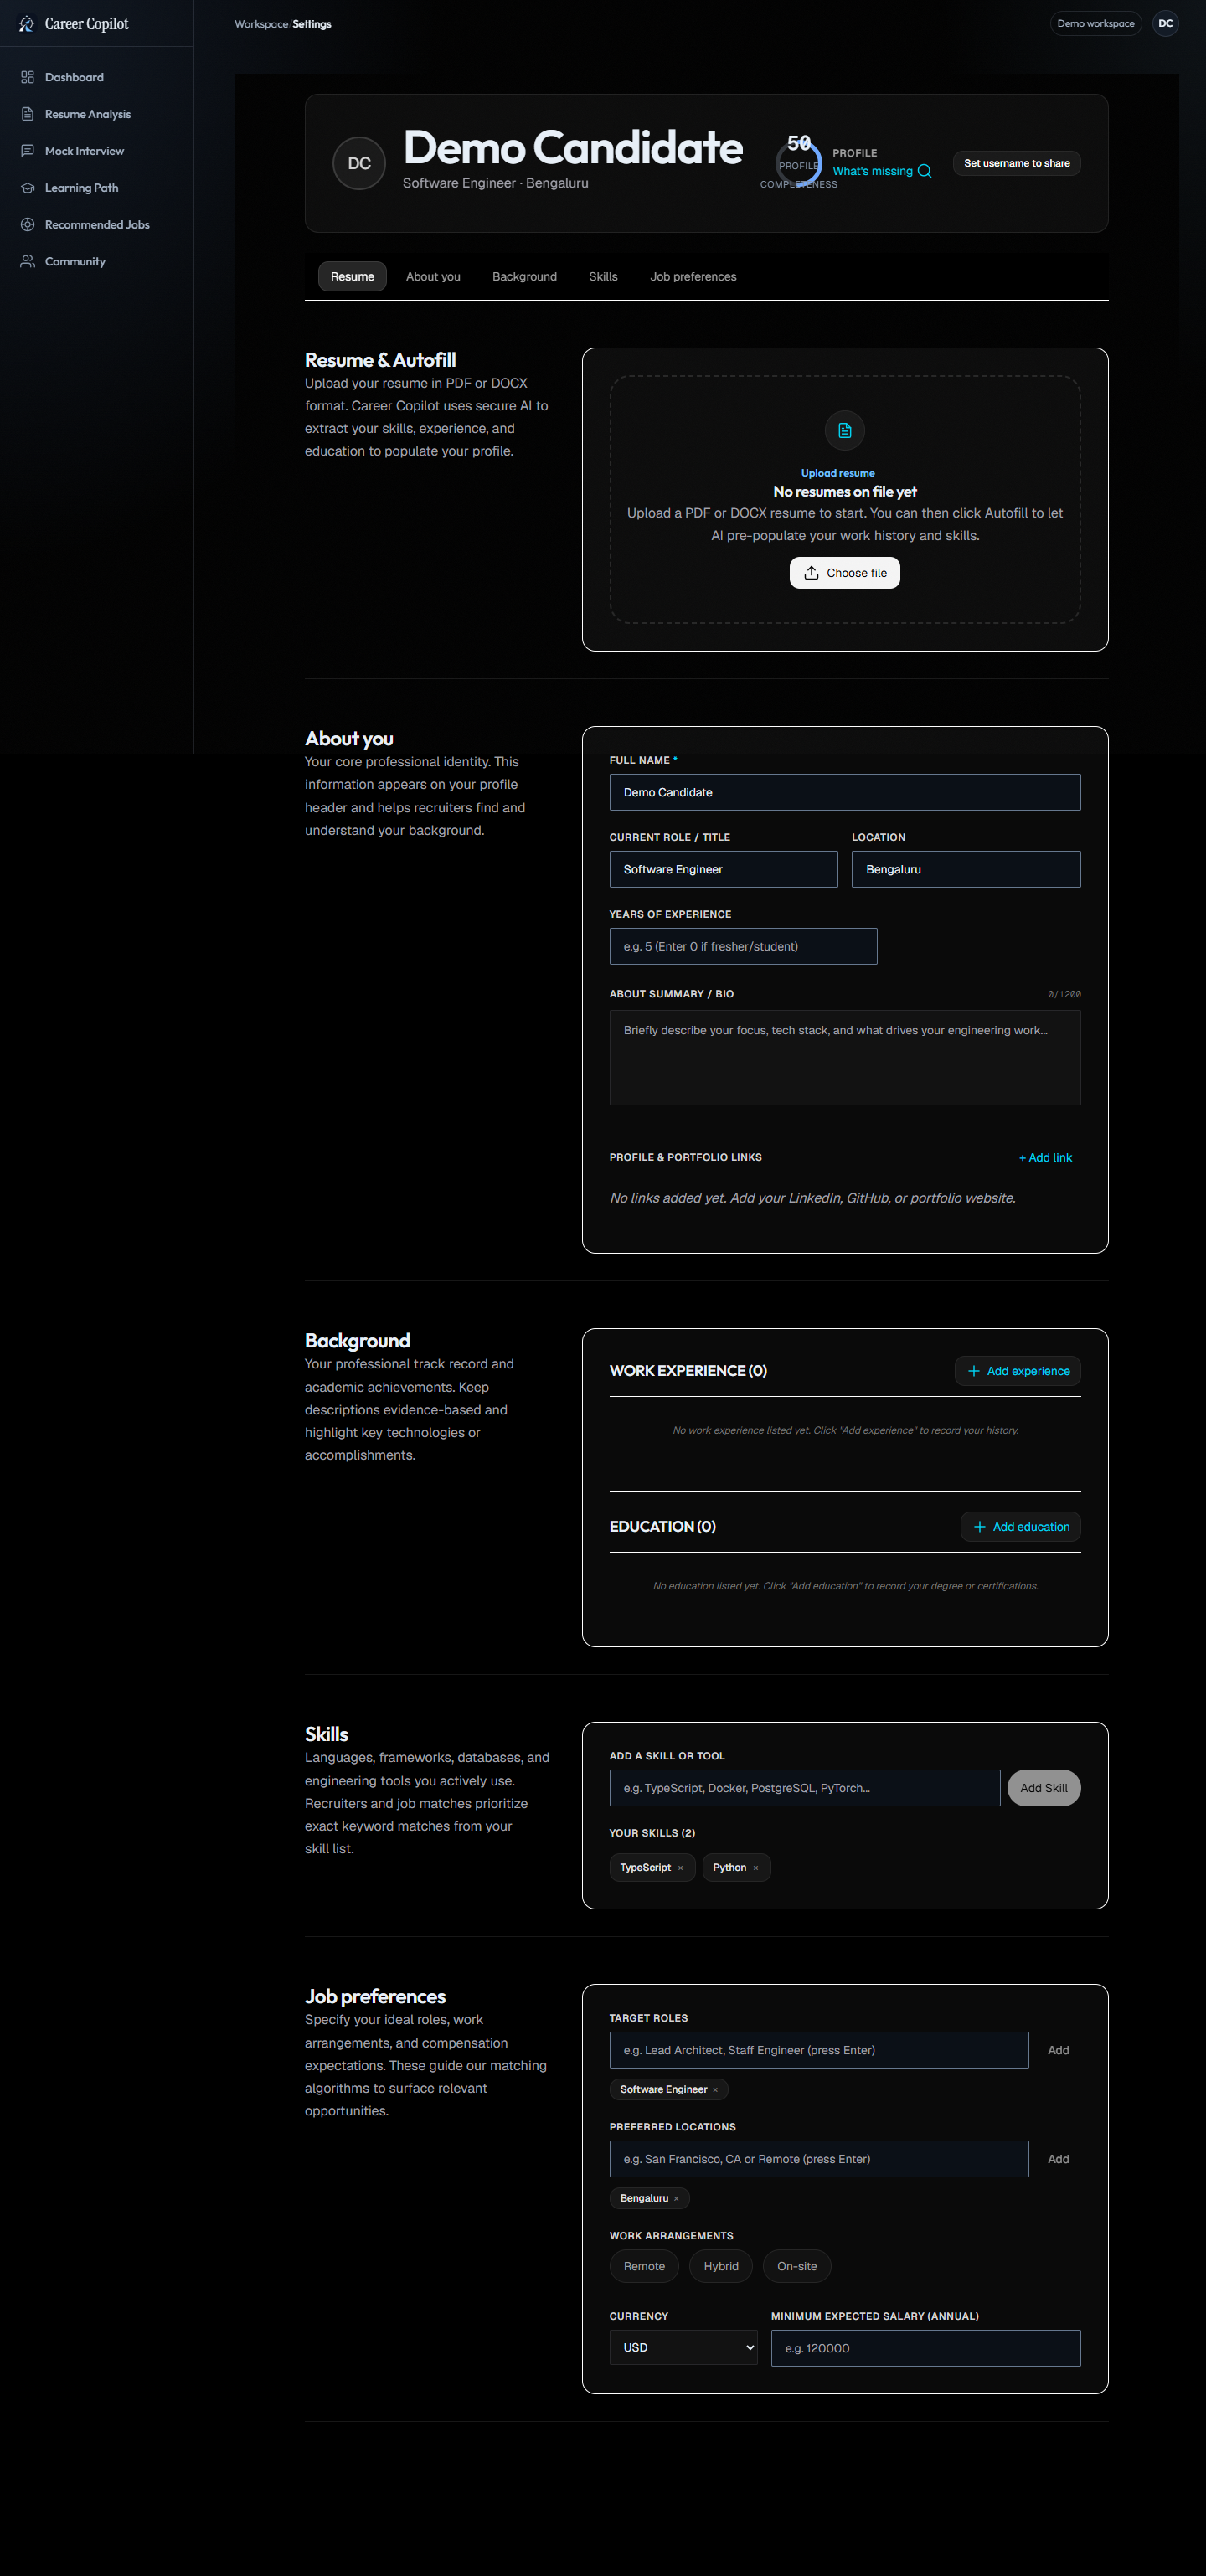 Career Copilot
Workspace Settings
Demo workspace
DC
Dashboard
Resume Analysis
Mock Interview
Learning Path
Recommended Jobs
Community
DC
Demo Candidate
Software Engineer · Bengaluru
50
PROFILE
COMPLETENESS
PROFILE
What's missing
Set username to share
Resume
About you
Background
Skills
Job preferences
Resume & Autofill
Upload your resume in PDF or DOCX
format. Career Copilot uses secure AI to
extract your skills, experience, and
education to populate your profile.
Upload resume
No resumes on file yet
Upload a PDF or DOCX resume to start. You can then click Autofill to let
AI pre-populate your work history and skills.
Choose file
About you
Your core professional identity. This
information appears on your profile
header and helps recruiters find and
understand your background.
FULL NAME *
Demo Candidate
CURRENT ROLE / TITLE
LOCATION
Software Engineer
Bengaluru
YEARS OF EXPERIENCE
e.g. 5 (Enter 0 if fresher/student)
ABOUT SUMMARY / BIO
0/1200
Briefly describe your focus, tech stack, and what drives your engineering work...
PROFILE & PORTFOLIO LINKS
+ Add link
No links added yet. Add your LinkedIn, GitHub, or portfolio website.
Background
Your professional track record and
academic achievements. Keep
descriptions evidence-based and
highlight key technologies or
accomplishments.
WORK EXPERIENCE (0)
+ Add experience
No work experience listed yet. Click "Add experience" to record your history.
EDUCATION (0)
+ Add education
No education listed yet. Click "Add education" to record your degree or certifications.
Skills
Languages, frameworks, databases, and
engineering tools you actively use.
Recruiters and job matches prioritize
exact keyword matches from your
skill list.
ADD A SKILL OR TOOL
e.g. TypeScript, Docker, PostgreSQL, PyTorch...
Add Skill
YOUR SKILLS (2)
TypeScript ×
Python ×
Job preferences
Specify your ideal roles, work
arrangements, and compensation
expectations. These guide our matching
algorithms to surface relevant
opportunities.
TARGET ROLES
e.g. Lead Architect, Staff Engineer (press Enter)
Add
Software Engineer ×
PREFERRED LOCATIONS
e.g. San Francisco, CA or Remote (press Enter)
Add
Bengaluru ×
WORK ARRANGEMENTS
Remote
Hybrid
On-site
CURRENCY
MINIMUM EXPECTED SALARY (ANNUAL)
USD
e.g. 120000